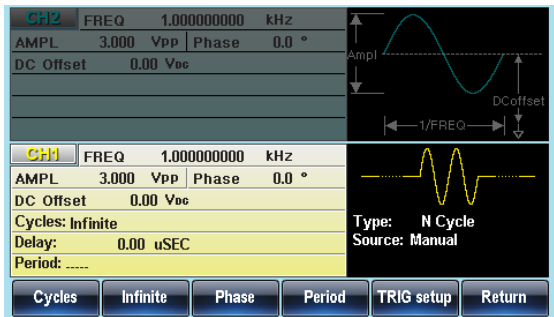 CH2 FREQ 1.000000000 kHz
AMPL 3.000 Vpp Phase 0.0 °
DC Offset 0.00 VDC
Ampl
DCoffset
1/FREQ
CH1 FREQ 1.000000000 kHz
AMPL 3.000 Vpp Phase 0.0 °
DC Offset 0.00 VDC
Cycles: Infinite
Delay: 0.00 uSEC
Period: -----
Type: N Cycle
Source: Manual
Cycles Infinite Phase Period TRIG setup Return